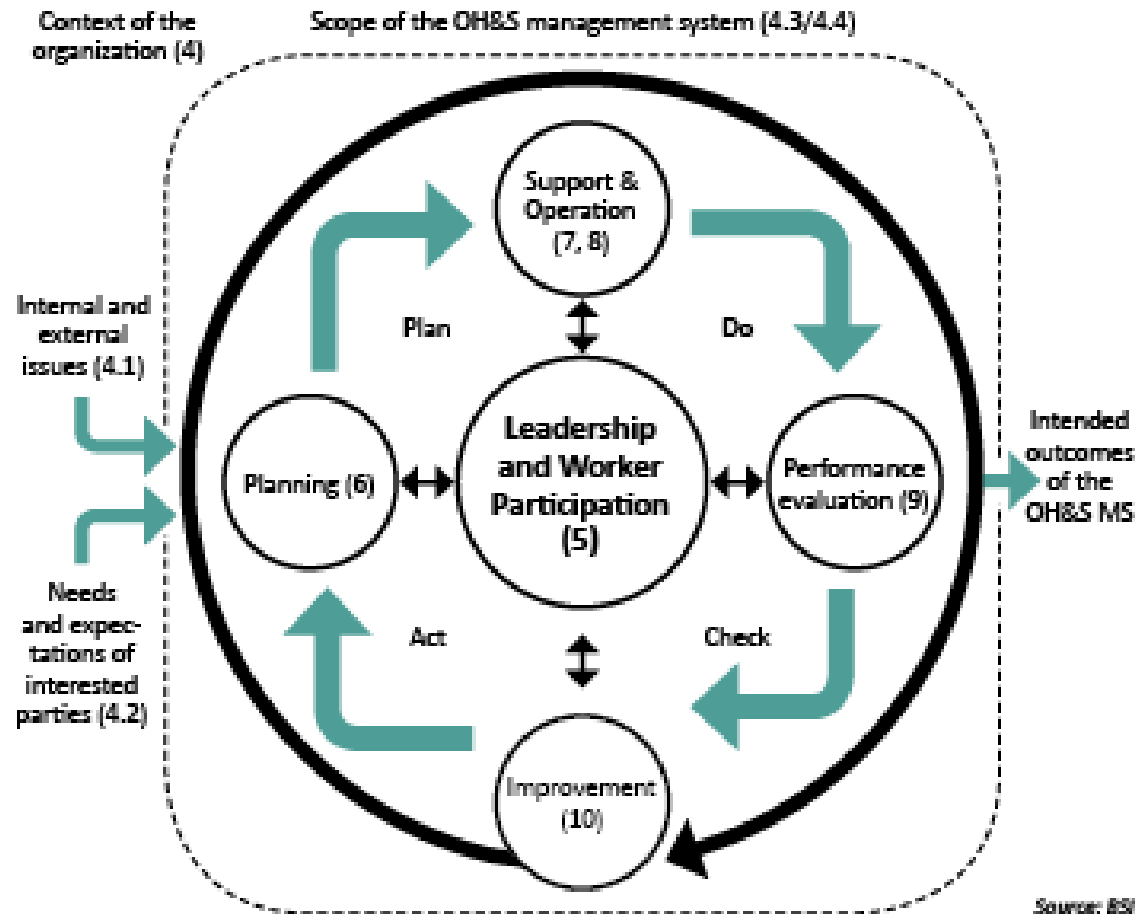 Context of the
organization (4)
Scope of the OH&S management system (4.3/4.4)
Support &
Operation
(7, 8)
Internal and
external
issues (4.1)
Plan
Do
Leadership
and Worker
Participation
(5)
Planning (6)
Performance
evaluation (9)
Intended
outcomes
of the
OH&S MS
Needs
and expec-
tations of
interested
parties (4.2)
Act
Check
Improvement
(10)
Source: BSI